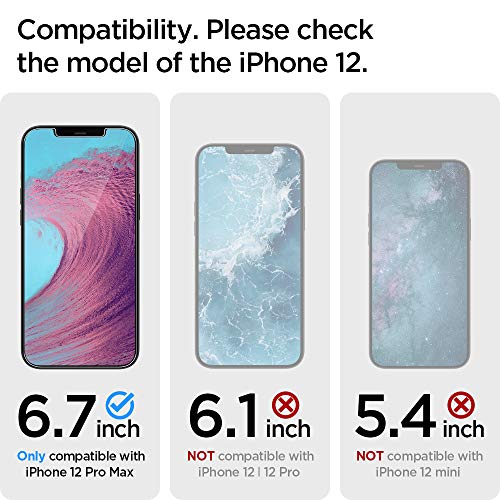 Compatibility. Please check
the model of the iPhone 12.
6.7 inch
Only compatible with
iPhone 12 Pro Max
6.1 inch
NOT compatible with
iPhone 12 | 12 Pro
5.4 inch
NOT compatible with
iPhone 12 mini